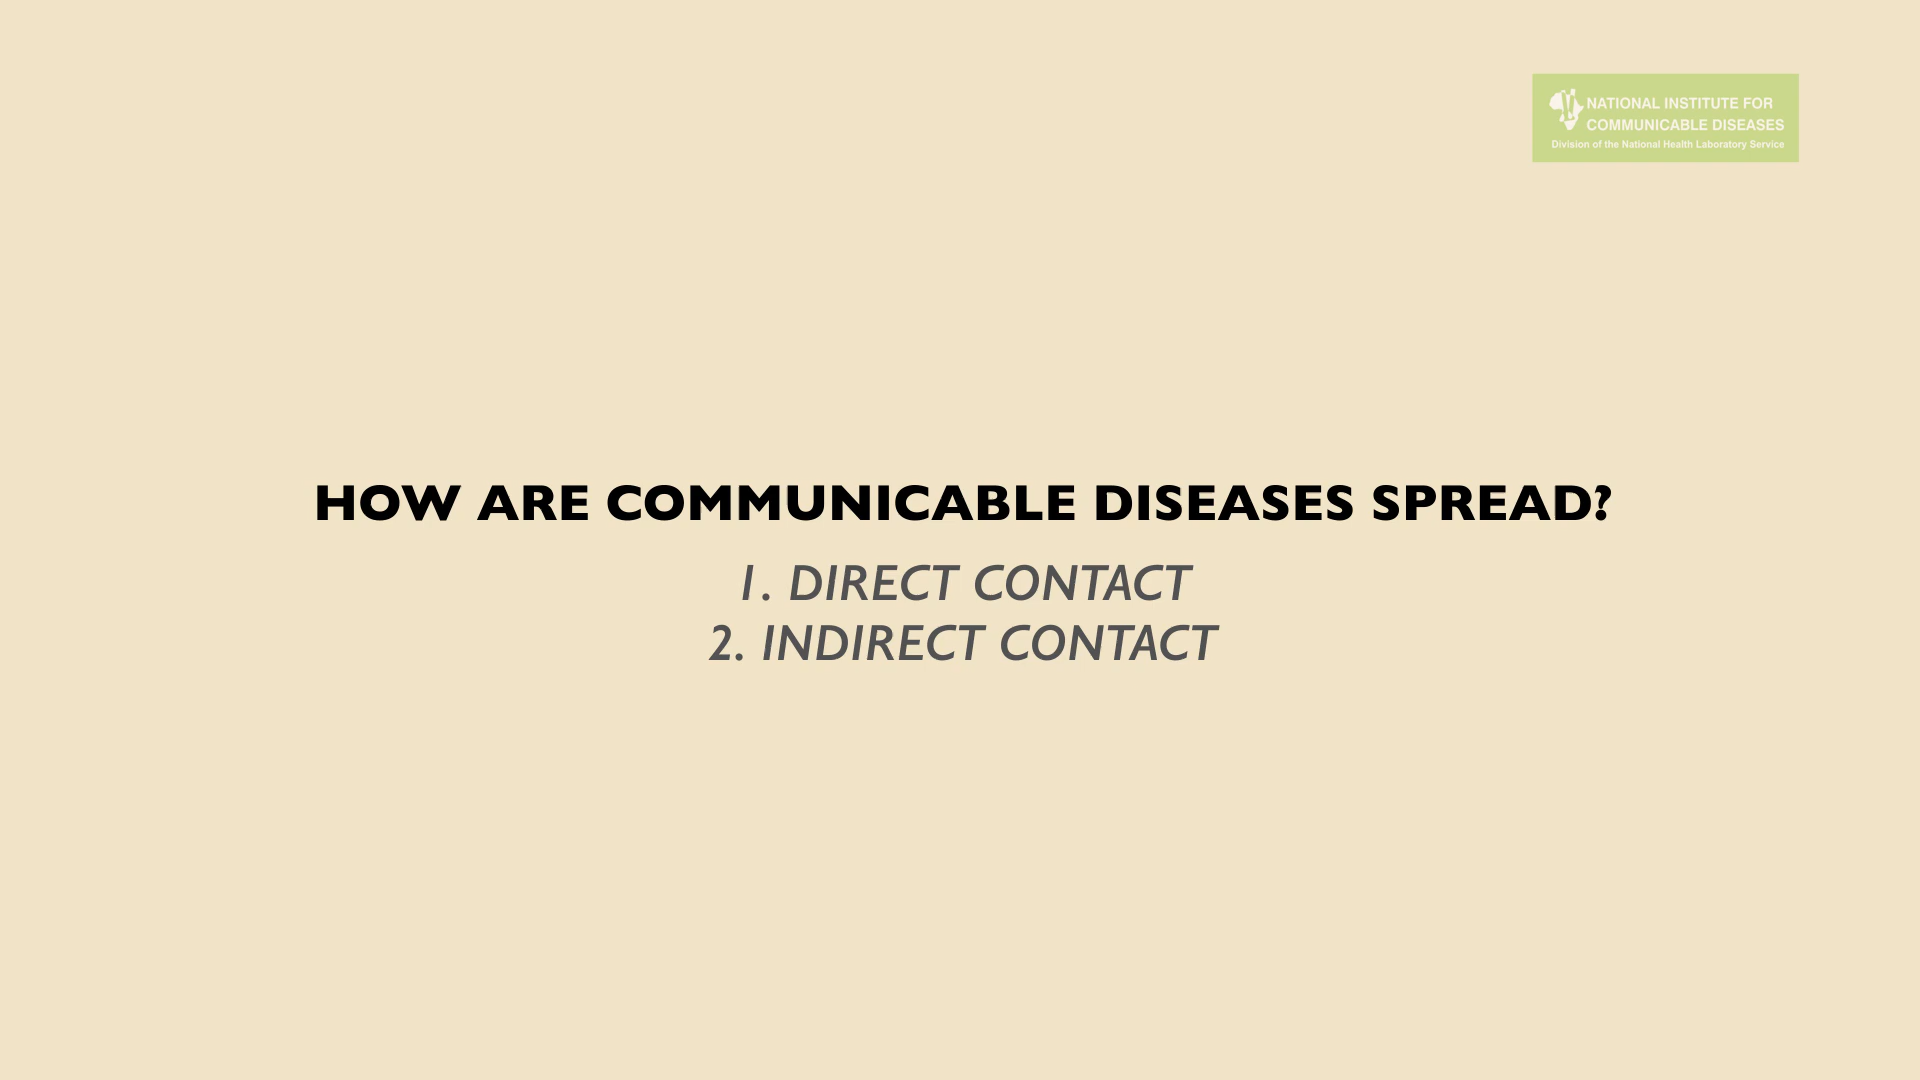 NATIONAL INSTITUTE FOR
COMMUNICABLE DISEASES
Division of the National Health Laboratory Service
HOW ARE COMMUNICABLE DISEASES SPREAD?
1. DIRECT CONTACT
2. INDIRECT CONTACT